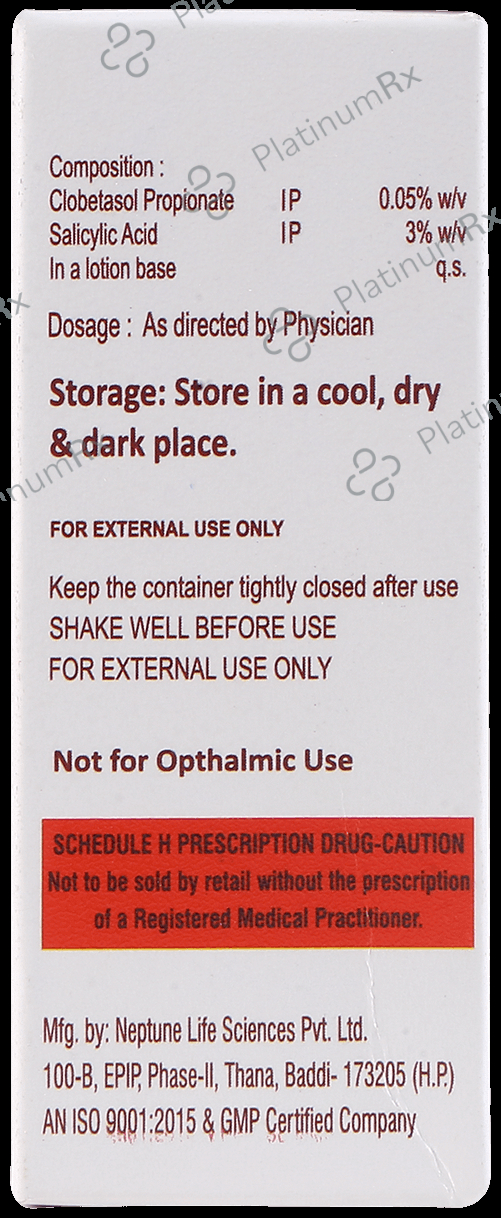 PlatinumRx
Composition :
Clobetasol Propionate IP 0.05% w/v
Salicylic Acid IP 3% w/v
In a lotion base q.s.
PlatinumRx
Dosage : As directed by Physician
Storage: Store in a cool, dry
& dark place.
FOR EXTERNAL USE ONLY
Keep the container tightly closed after use
SHAKE WELL BEFORE USE
FOR EXTERNAL USE ONLY
Not for Opthalmic Use
SCHEDULE H PRESCRIPTION DRUG-CAUTION
Not to be sold by retail without the prescription
of a Registered Medical Practitioner.
Mfg. by: Neptune Life Sciences Pvt. Ltd.
100-B, EPIP, Phase-II, Thana, Baddi- 173205 (H.P.)
AN ISO 9001:2015 & GMP Certified Company